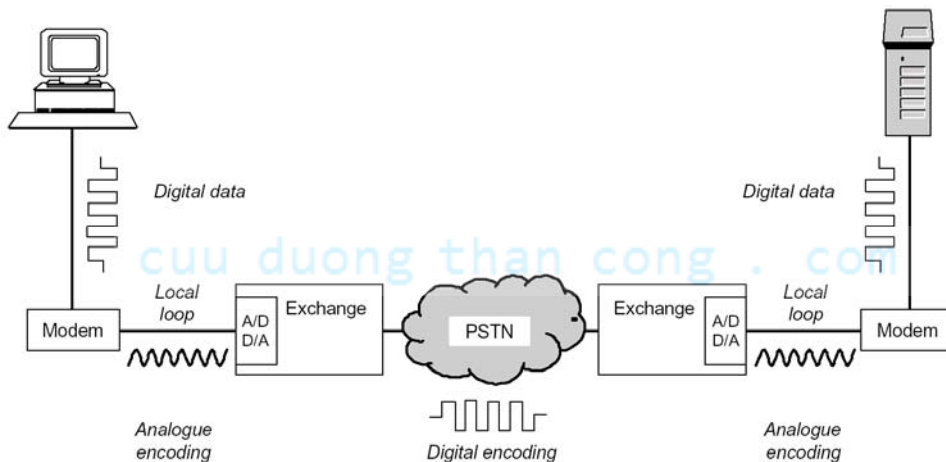 Digital data
Digital data
cuu duong than cong . com
Local
loop
Local
loop
Modem
A/D
D/A
Exchange
PSTN
Exchange
A/D
D/A
Modem
Analogue
encoding
Digital encoding
Analogue
encoding